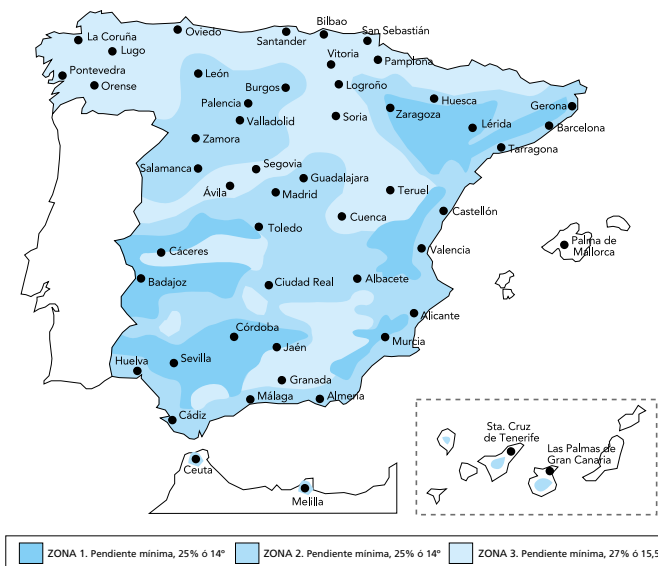 Bilbao
Oviedo
San Sebastián
La Coruña
Santander
Lugo
Vitoria
Pamplona
Pontevedra
León
Orense
Burgos
Logroño
Palencia
Huesca
Gerona
Zaragoza
Valladolid
Soria
Lérida
Barcelona
Zamora
Tarragona
Segovia
Salamanca
Guadalajara
Ávila
Madrid
Teruel
Castellón
Cuenca
Toledo
Palma de
Mallorca
Cáceres
Valencia
Badajoz
Ciudad Real
Albacete
Alicante
Córdoba
Murcia
Jaén
Huelva
Sevilla
Granada
Málaga
Almeria
Cádiz
Sta. Cruz
de Tenerife
Las Palmas de
Gran Canaria
Ceuta
Melilla
ZONA 1. Pendiente mínima, 25% ó 14º
ZONA 2. Pendiente mínima, 25% ó 14º
ZONA 3. Pendiente mínima, 27% ó 15,5